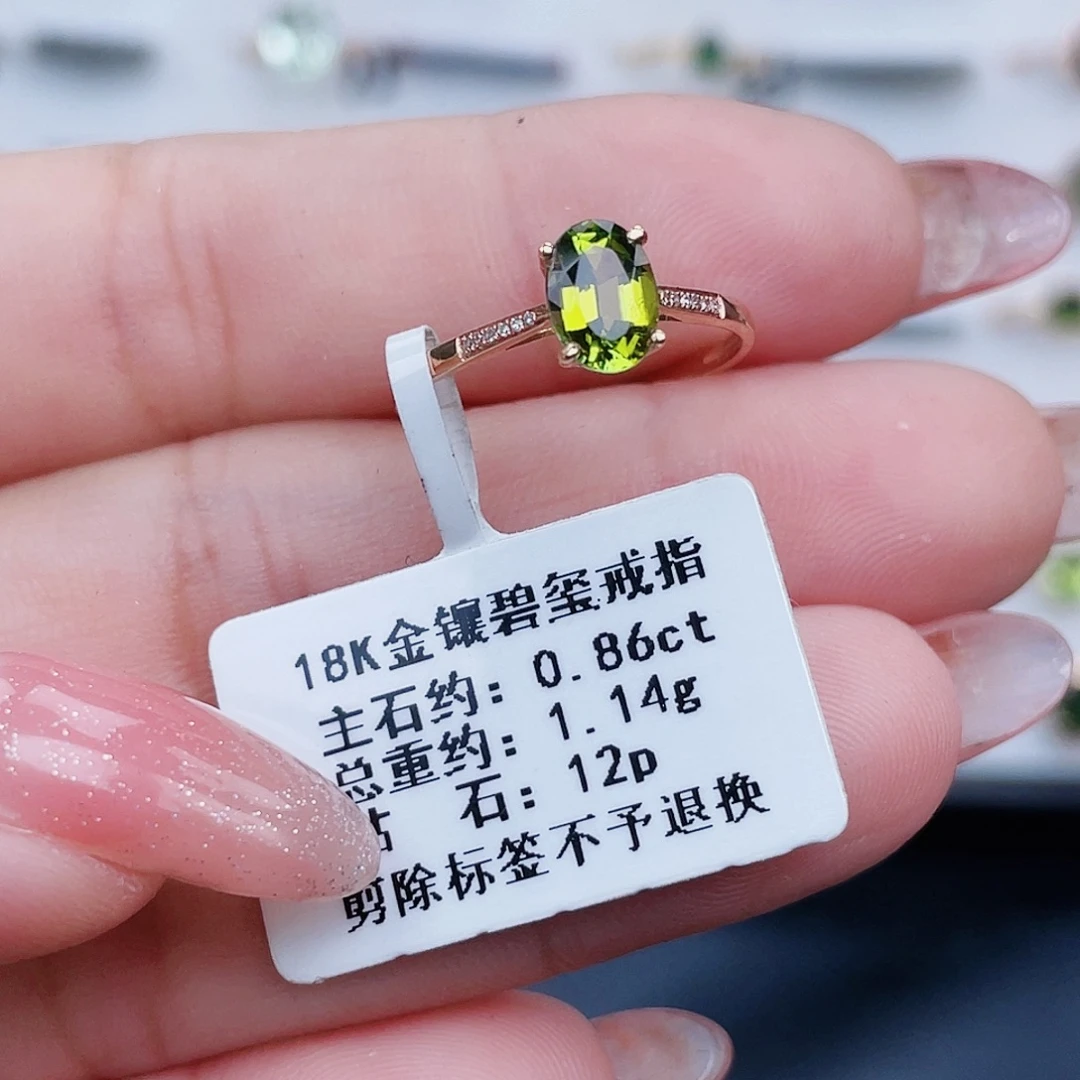 18K金镶碧玺戒指
主石约: 0.86ct
总重约: 1.14g
石: 12p
剪除标签不予退换